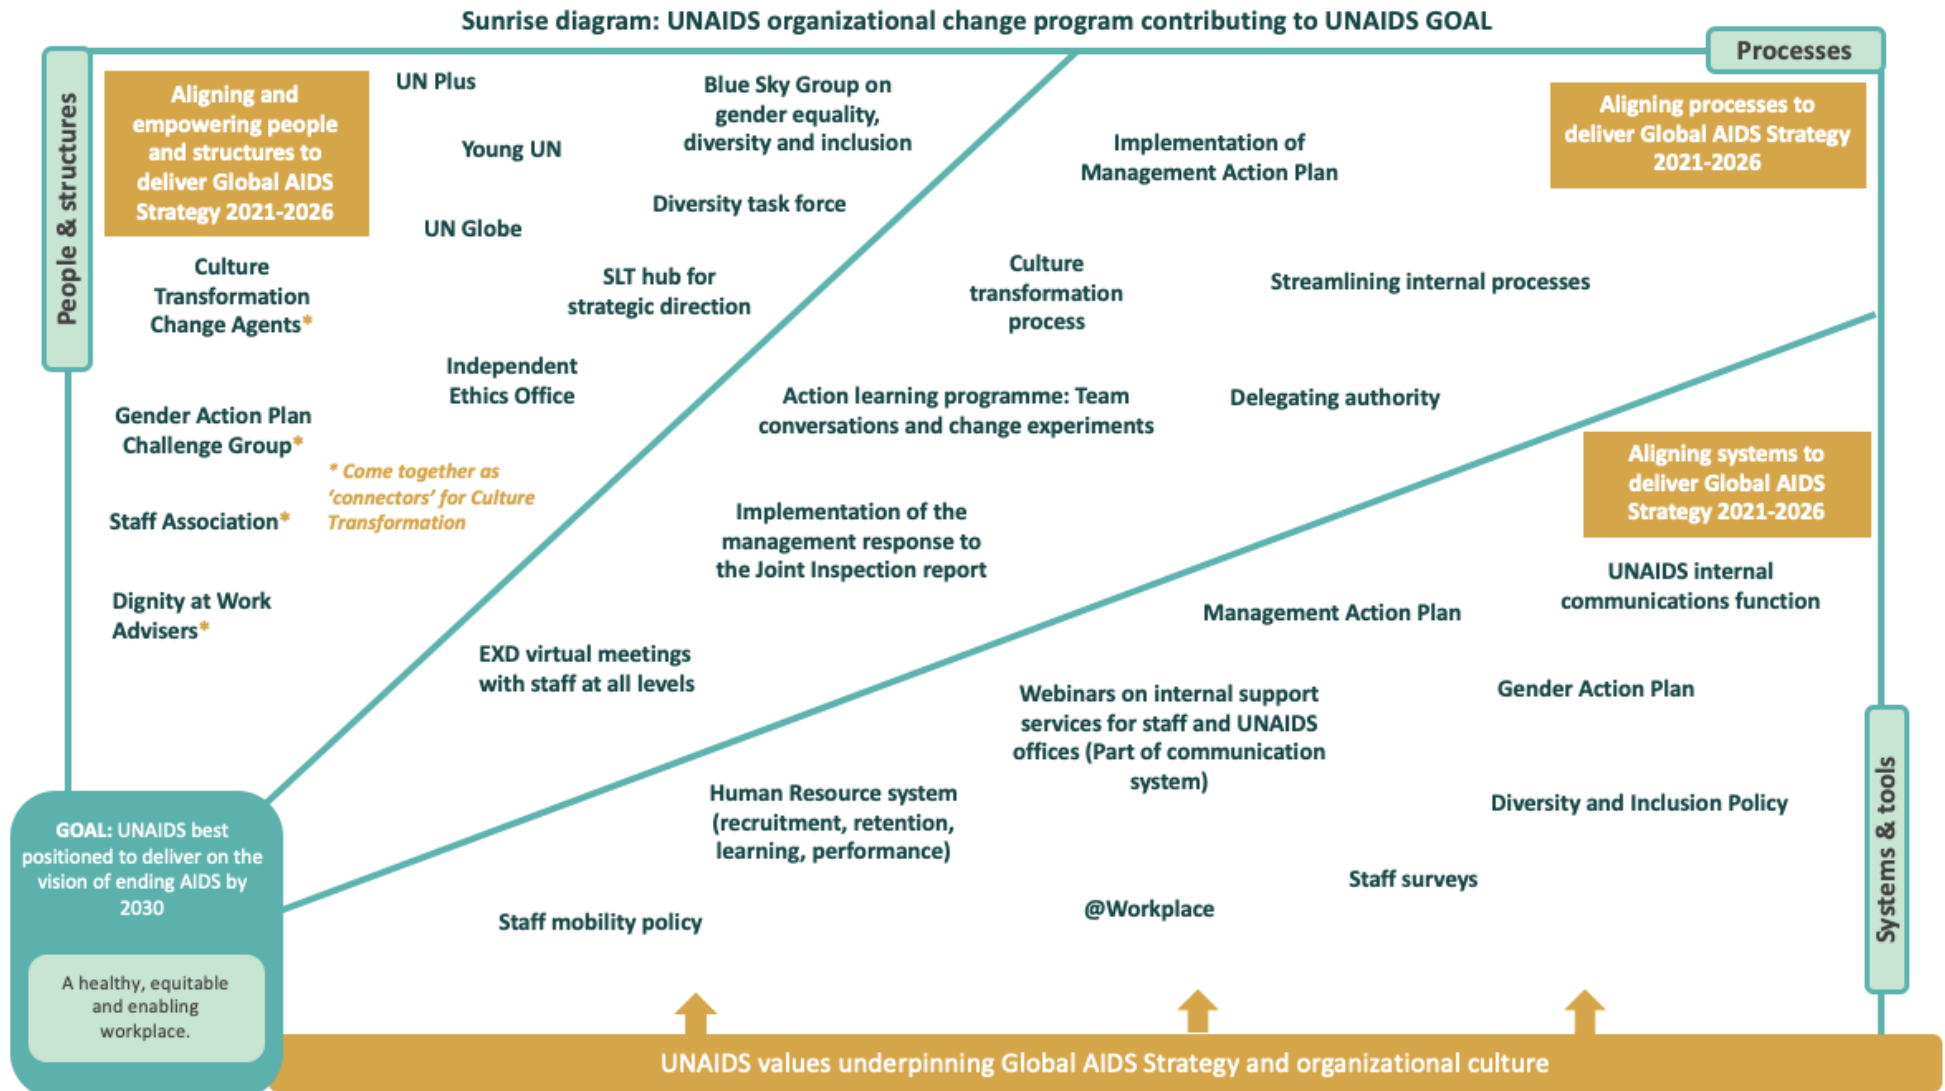 Sunrise diagram: UNAIDS organizational change program contributing to UNAIDS GOAL
People & structures
Aligning and
empowering people
and structures to
deliver Global AIDS
Strategy 2021-2026
UN Plus
Young UN
UN Globe
Blue Sky Group on
gender equality,
diversity and inclusion
Diversity task force
SLT hub for
strategic direction
Independent
Ethics Office
Culture
Transformation
Change Agents*
Gender Action Plan
Challenge Group*
Staff Association*
Dignity at Work
Advisers*
* Come together as
‘connectors’ for Culture
Transformation
Processes
Aligning processes to
deliver Global AIDS Strategy
2021-2026
Implementation of
Management Action Plan
Culture
transformation
process
Streamlining internal processes
Action learning programme: Team
conversations and change experiments
Delegating authority
Implementation of the
management response to
the Joint Inspection report
EXD virtual meetings
with staff at all levels
Systems & tools
Aligning systems to
deliver Global AIDS
Strategy 2021-2026
UNAIDS internal
communications function
Management Action Plan
Gender Action Plan
Webinars on internal support
services for staff and UNAIDS
offices (Part of communication
system)
Human Resource system
(recruitment, retention,
learning, performance)
Diversity and Inclusion Policy
Staff surveys
@Workplace
Staff mobility policy
GOAL: UNAIDS best
positioned to deliver on the
vision of ending AIDS by
2030
A healthy, equitable
and enabling
workplace.
UNAIDS values underpinning Global AIDS Strategy and organizational culture